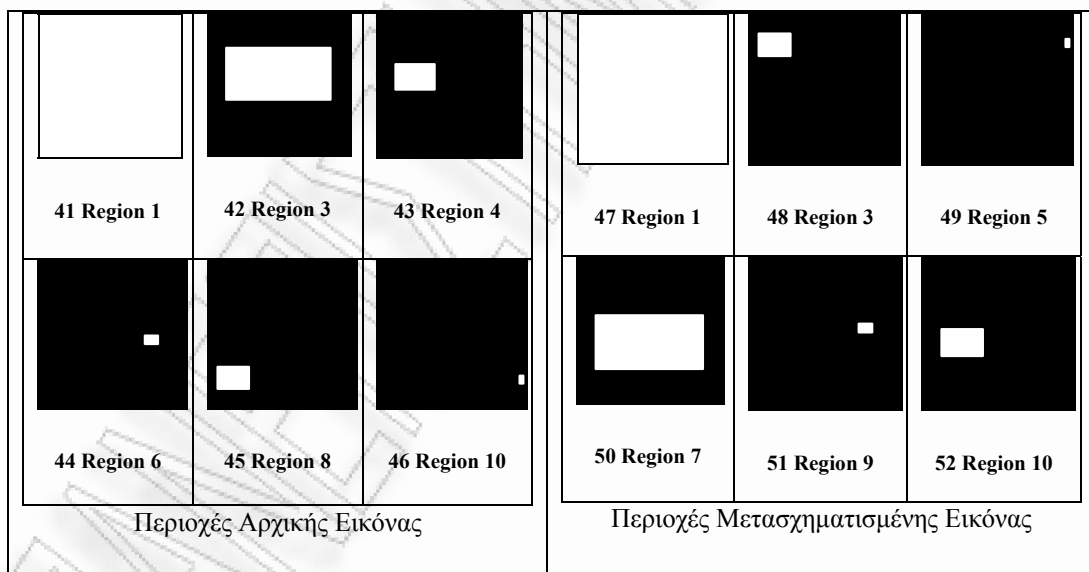 41 Region 1
42 Region 3
43 Region 4
44 Region 6
45 Region 8
46 Region 10
Περιοχές Αρχικής Εικόνας
47 Region 1
48 Region 3
49 Region 5
50 Region 7
51 Region 9
52 Region 10
Περιοχές Μετασχηματισμένης Εικόνας